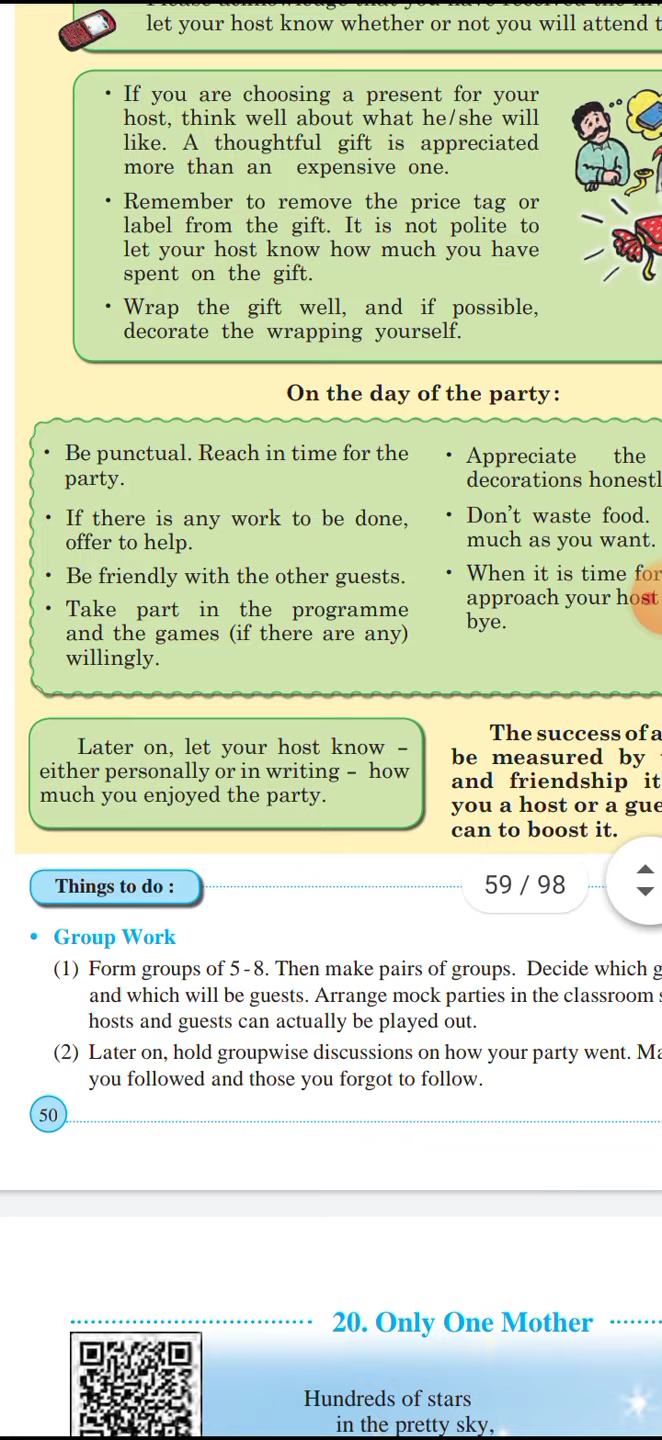 let your host know whether or not you will attend
• If you are choosing a present for your
host, think well about what he/she will
like. A thoughtful gift is appreciated
more than an expensive one.
• Remember to remove the price tag or
label from the gift. It is not polite to
let your host know how much you have
spent on the gift.
• Wrap the gift well, and if possible,
decorate the wrapping yourself.
On the day of the party:
• Be punctual. Reach in time for the
party.
• If there is any work to be done,
offer to help.
• Be friendly with the other guests.
• Take part in the programme
and the games (if there are any)
willingly.
• Appreciate the
decorations
• Don't waste food.
much as you want.
• When it is time for
approach your host
bye.
Later on, let your host know –
either personally or in writing – how
much you enjoyed the party.
The success of a
be measured by
and friendship it
you a host or a
can to boost it.
Things to do :
59 / 98
• Group Work
(1) Form groups of 5-8. Then make pairs of groups. Decide which
and which will be guests. Arrange mock parties in the classroom
hosts and guests can actually be played out.
(2) Later on, hold groupwise discussions on how your party went.
you followed and those you forgot to follow.
50
20. Only One Mother
Hundreds of stars
in the pretty sky,